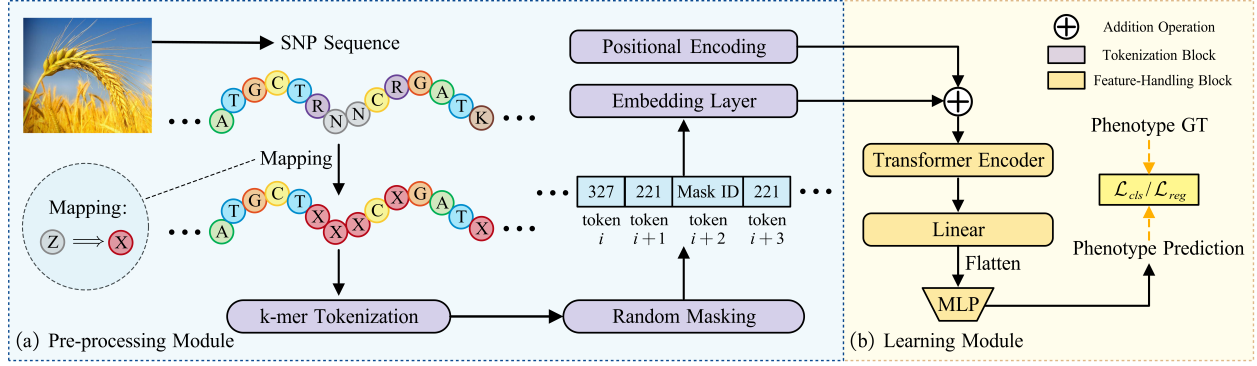 SNP Sequence
A T G C T R N N C R G A T K
Mapping
Mapping:
Z ⟹ X
A T G C T X X X C X G A T X
k-mer Tokenization
(a) Pre-processing Module
Positional Encoding
Embedding Layer
327 221 Mask ID 221
token token token token
i i+1 i+2 i+3
Random Masking
Addition Operation
Tokenization Block
Feature-Handling Block
Transformer Encoder
Linear
Flatten
MLP
Phenotype GT
ℒcls/ℒreg
Phenotype Prediction
(b) Learning Module